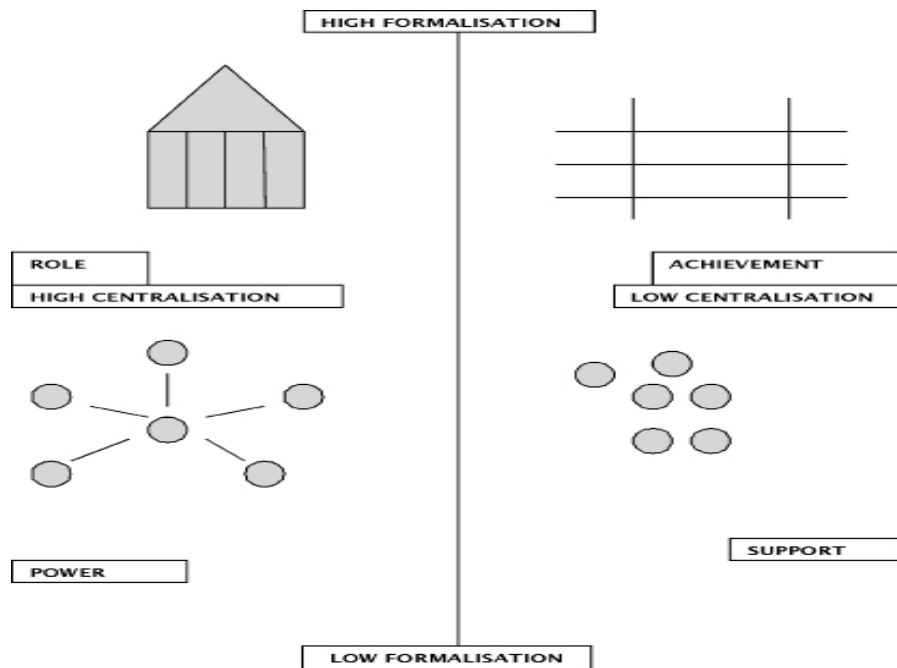 HIGH FORMALISATION
ROLE
ACHIEVEMENT
HIGH CENTRALISATION
LOW CENTRALISATION
SUPPORT
POWER
LOW FORMALISATION